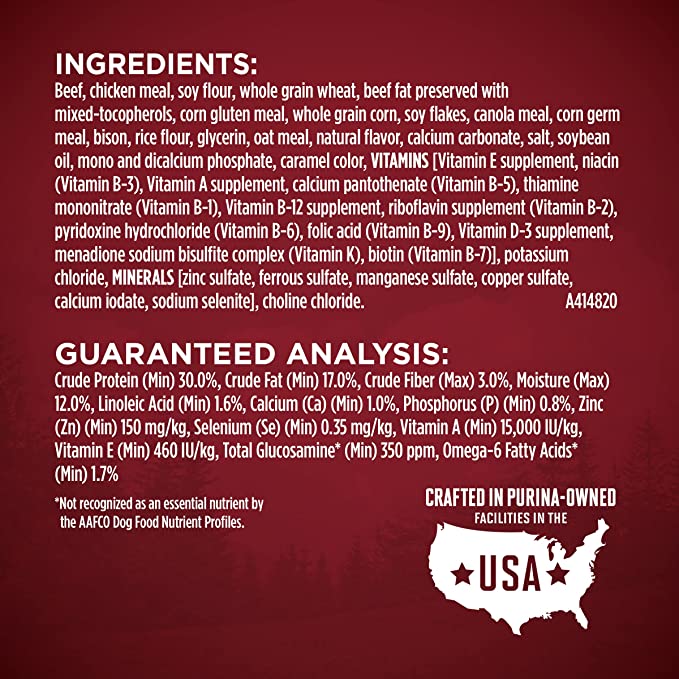 INGREDIENTS:
Beef, chicken meal, soy flour, whole grain wheat, beef fat preserved with
mixed-tocopherols, corn gluten meal, whole grain corn, soy flakes, canola meal, corn germ
meal, bison, rice flour, glycerin, oat meal, natural flavor, calcium carbonate, salt, soybean
oil, mono and dicalcium phosphate, caramel color, VITAMINS [Vitamin E supplement, niacin
(Vitamin B-3), Vitamin A supplement, calcium pantothenate (Vitamin B-5), thiamine
mononitrate (Vitamin B-1), Vitamin B-12 supplement, riboflavin supplement (Vitamin B-2),
pyridoxine hydrochloride (Vitamin B-6), folic acid (Vitamin B-9), Vitamin D-3 supplement,
menadione sodium bisulfite complex (Vitamin K), biotin (Vitamin B-7)], potassium
chloride, MINERALS [zinc sulfate, ferrous sulfate, manganese sulfate, copper sulfate,
calcium iodate, sodium selenite], choline chloride. A414820
GUARANTEED ANALYSIS:
Crude Protein (Min) 30.0%, Crude Fat (Min) 17.0%, Crude Fiber (Max) 3.0%, Moisture (Max)
12.0%, Linoleic Acid (Min) 1.6%, Calcium (Ca) (Min) 1.0%, Phosphorus (P) (Min) 0.8%, Zinc
(Zn) (Min) 150 mg/kg, Selenium (Se) (Min) 0.35 mg/kg, Vitamin A (Min) 15,000 IU/kg,
Vitamin E (Min) 460 IU/kg, Total Glucosamine* (Min) 350 ppm, Omega-6 Fatty Acids*
(Min) 1.7%
*Not recognized as an essential nutrient by
the AAFCO Dog Food Nutrient Profiles.
CRAFTED IN PURINA-OWNED
FACILITIES IN THE
USA